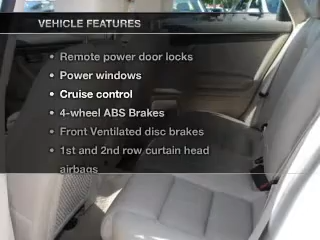 VEHICLE FEATURES
• Remote power door locks
• Power windows
• Cruise control
• 4-wheel ABS Brakes
• Front Ventilated disc brakes
• 1st and 2nd row curtain head
airbags